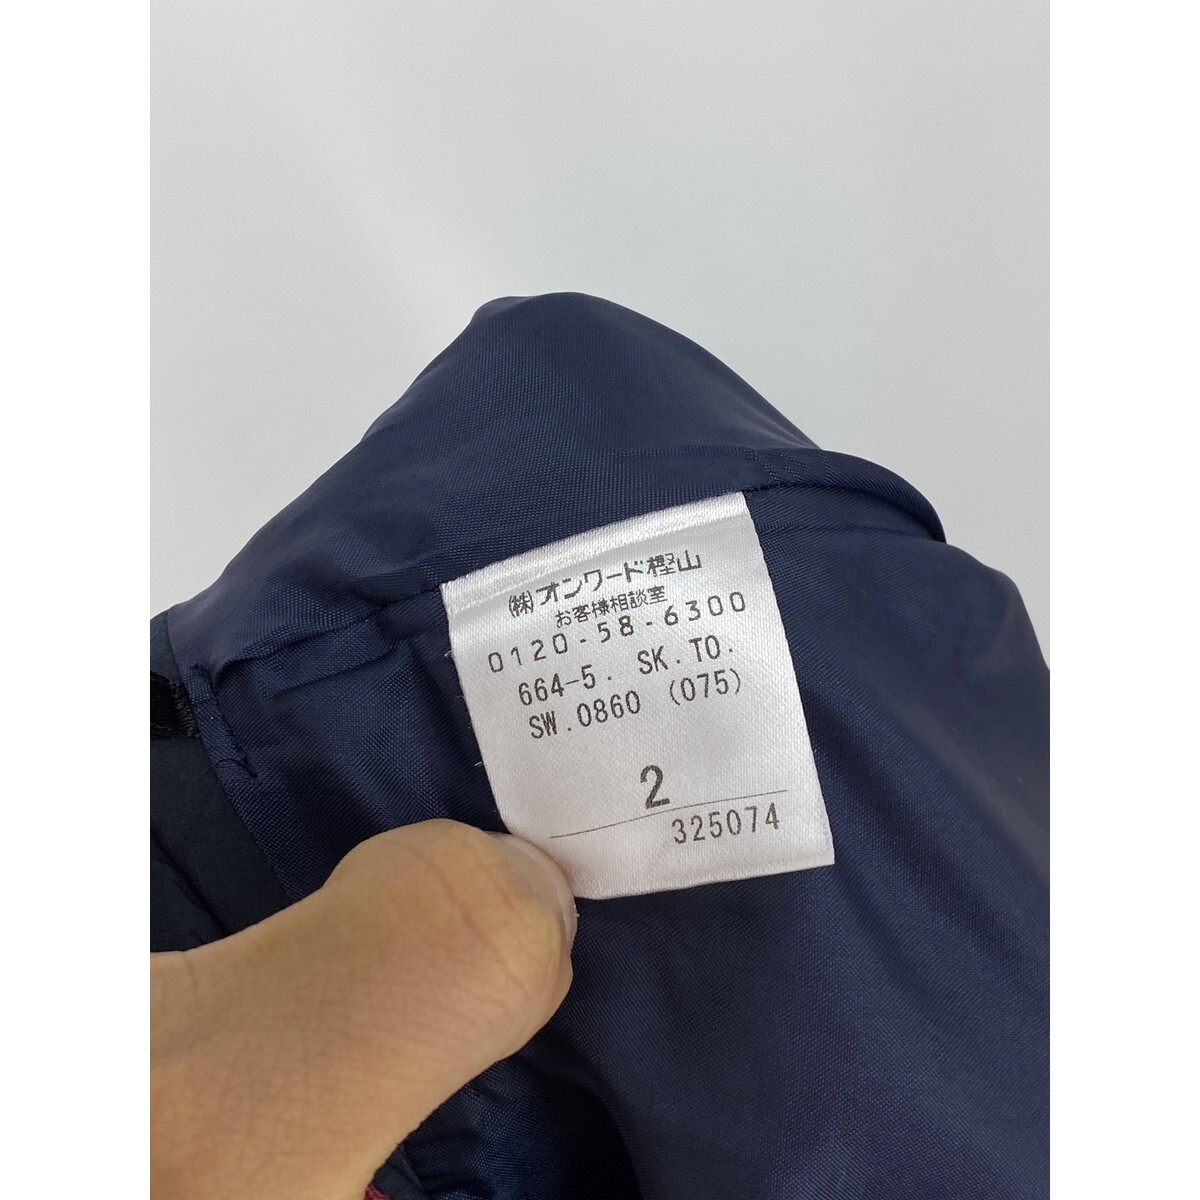 ㈱オンワード樫山
お客様相談室
0120-58-6300
664-5. SK.TO.
SW.0860 (075)
2
325074